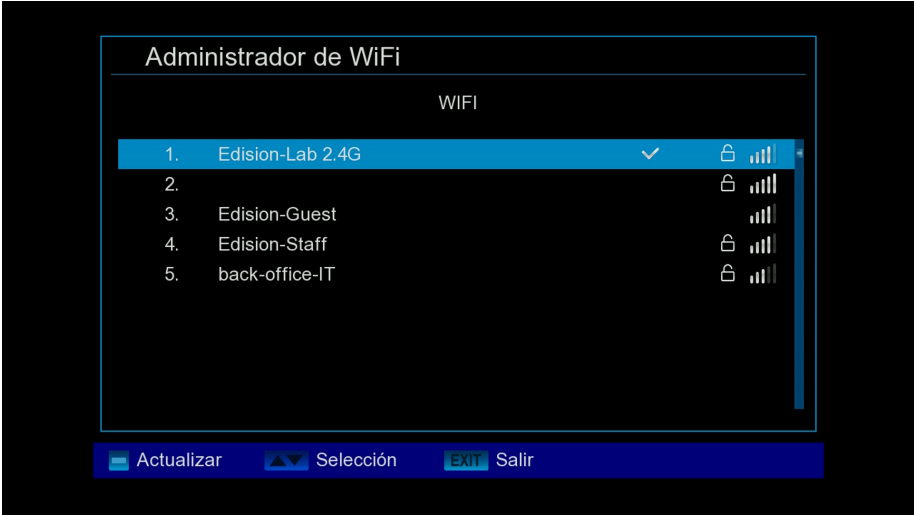 Administrador de WiFi
WIFI
1. Edision-Lab 2.4G
2.
3. Edision-Guest
4. Edision-Staff
5. back-office-IT
Actualizar Selección EXIT Salir